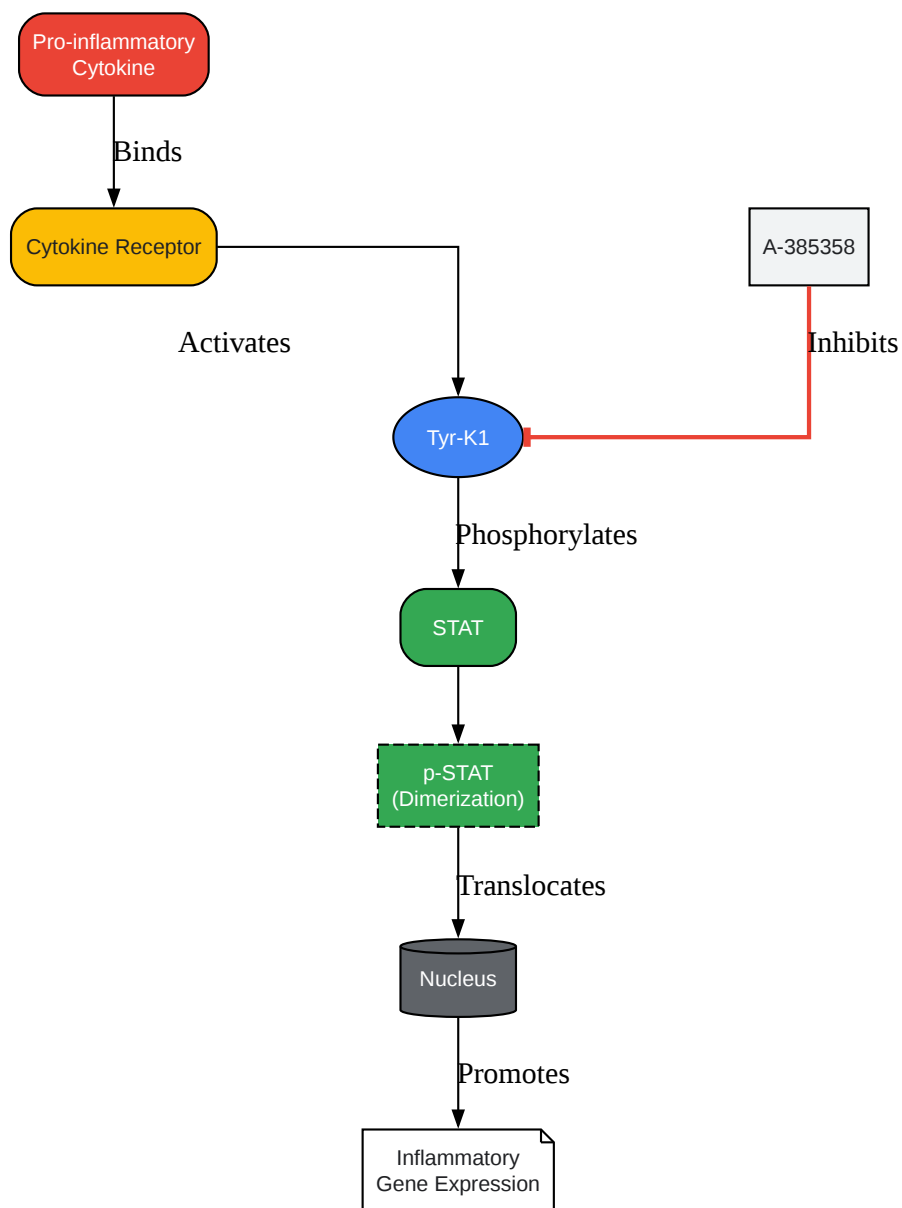 Pro-inflammatory
Cytokine
Binds
Cytokine Receptor
A-385358
Activates
Inhibits
Tyr-K1
Phosphorylates
STAT
p-STAT
(Dimerization)
Translocates
Nucleus
Promotes
Inflammatory
Gene Expression